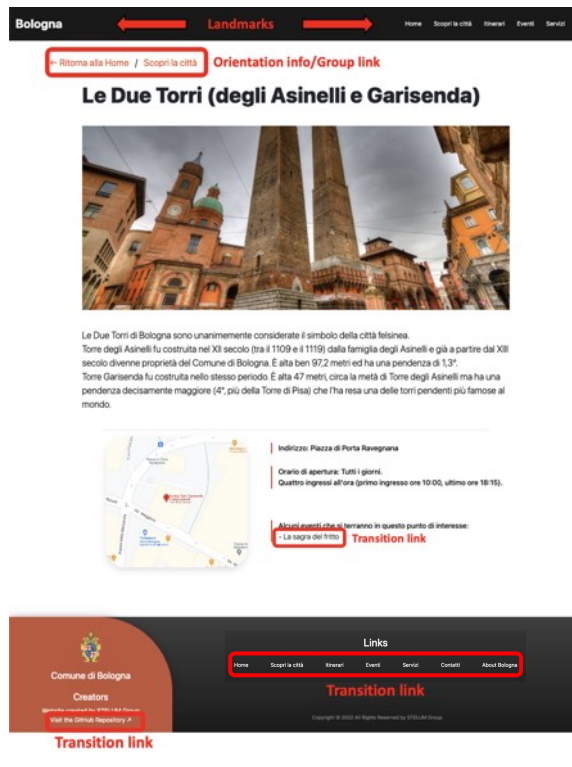 Bologna
Landmarks
Home Scopri la città Itinerari Eventi Servizi
← Ritorna alla Home / Scopri la città
Orientation info/Group link
Le Due Torri (degli Asinelli e Garisenda)
Le Due Torri di Bologna sono unanimemente considerate il simbolo della città felsinea.
Torre degli Asinelli fu costruita nel XII secolo (tra il 1109 e il 1119) dalla famiglia degli Asinelli e già a partire dal XIII
secolo divenne proprietà del Comune di Bologna. È alta ben 97,2 metri ed ha una pendenza di 1,3°.
Torre Garisenda fu costruita nello stesso periodo. È alta 47 metri, circa la metà di Torre degli Asinelli ma ha una
pendenza decisamente maggiore (4°, più della Torre di Pisa) che l'ha resa una delle torri pendenti più famose al
mondo.
Indirizzo: Piazza di Porta Ravegnana
Orario di apertura: Tutti i giorni.
Quattro ingressi all'ora (primo ingresso ore 10:00, ultimo ore 18:15).
Alcuni eventi che si terranno in questo punto di interesse:
- La sagra del fritto
Transition link
Comune di Bologna
Creators
Website created by STELLIM Group
Visit the GitHub Repository ↗
Transition link
Links
Home Scopri la città Itinerari Eventi Servizi Contatti About Bologna
Transition link
Copyright © 2022 All Rights Reserved by STELLIM Group.